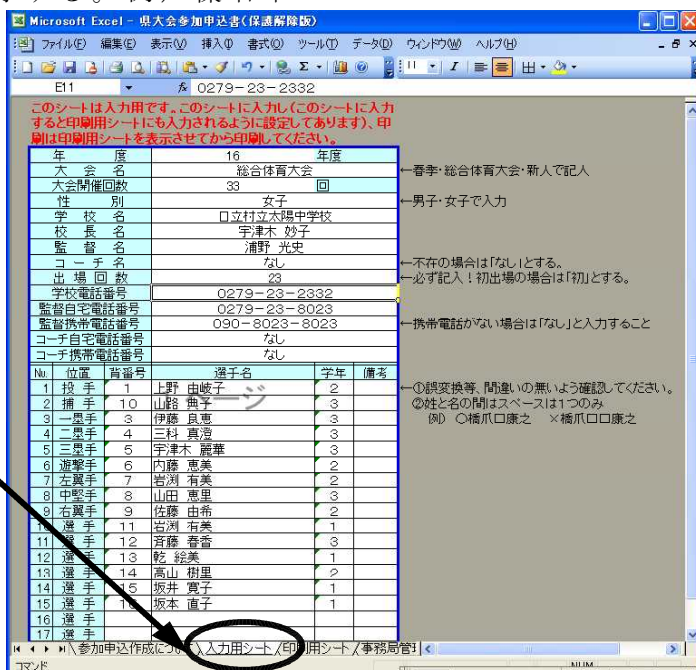 Microsoft Excel - 県大会参加申込書(保護解除版)
ファイル(F) 編集(E) 表示(V) 挿入(I) 書式(O) ツール(T) データ(D) ウィンドウ(W) ヘルプ(H)
E11 fx 0279-23-2332
このシートは入力用です。このシートに入力し(このシートに入力
すると印刷用シートにも入力されるように設定してあります)、印
刷は印刷用シートを表示させてから印刷してください。
年 度 16 年度
大 会 名 総合体育大会 ←春季・総合体育大会・新人で記入
大会開催回数 33 回
性 別 女子 ←男子・女子で入力
学 校 名 口立村立太陽中学校
校 長 名 宇津木 妙子
監 督 名 浦野 光史
コ ー チ 名 なし ←不在の場合は「なし」とする。
出 場 回 数 23 ←必ず記入!初出場の場合は「初」とする。
学校電話番号 0279-23-2332
監督自宅電話番号 0279-23-8023
監督携帯電話番号 090-8023-8023 ←携帯電話がない場合は「なし」と入力すること
コーチ自宅電話番号 なし
コーチ携帯電話番号 なし
No. 位置 背番号 選手名 学年 備考
1 投 手 1 上野 由岐子 2 ←①誤変換等、間違いの無いよう確認してください。
2 捕 手 10 山路 典子 3 ②姓と名の間はスペースは1つのみ
3 一塁手 3 伊藤 良恵 3 例) ○橋爪口康之 ×橋爪口口康之
4 二塁手 4 三科 真澄 3
5 三塁手 5 宇津木 麗華 3
6 遊撃手 6 内藤 恵美 2
7 左翼手 7 岩渕 有美 2
8 中堅手 8 山田 恵里 3
9 右翼手 9 佐藤 由希 2
10 選 手 11 岩渕 有美 1
11 選 手 12 斉藤 春香 3
12 選 手 13 乾 絵美 1
13 選 手 14 高山 樹里 2
14 選 手 15 坂井 寛子 1
15 選 手 16 坂本 直子 1
16 選 手
17 選 手
参加申込作成について 入力用シート 印刷用シート 事務局管
コマンド NUM